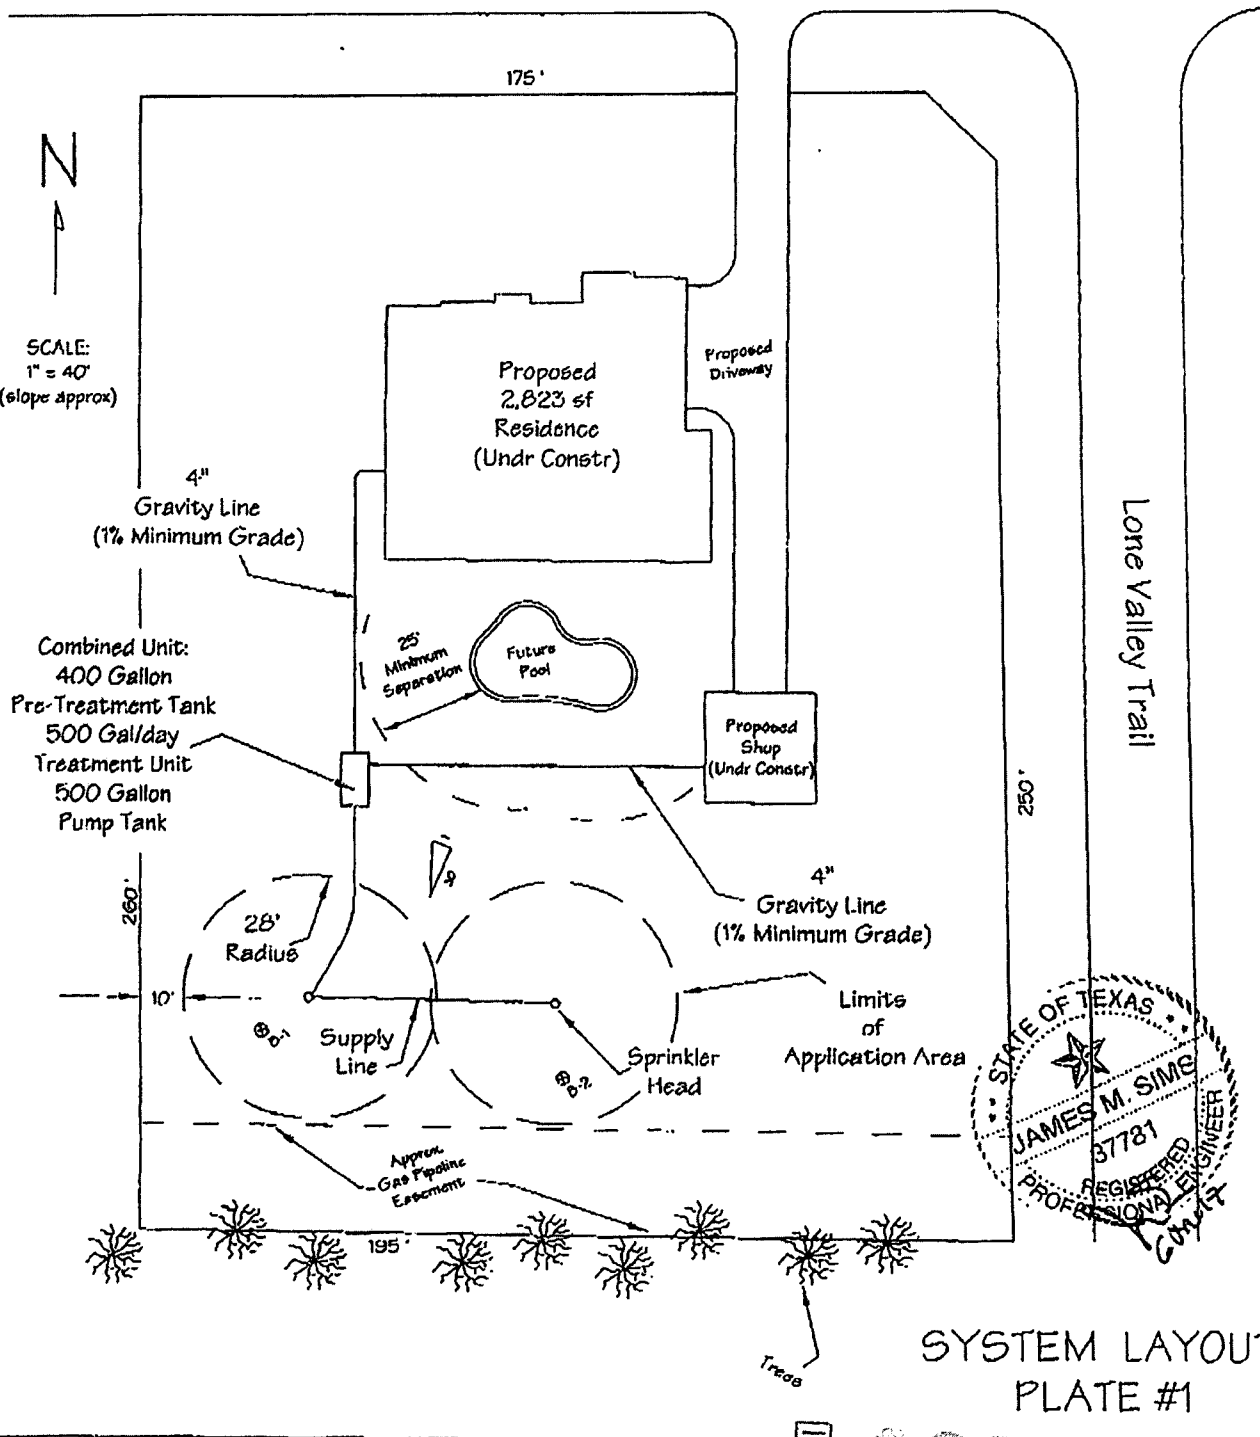 175'
N
SCALE:
1" = 40'
(slope approx)
Proposed
2,823 sf
Residence
(Undr Constr)
Proposed
Driveway
4"
Gravity Line
(1% Minimum Grade)
Lone Valley Trail
25'
Minimum
Separation
Future
Pool
Combined Unit:
400 Gallon
Pre-Treatment Tank
500 Gal/day
Treatment Unit
500 Gallon
Pump Tank
Proposed
Shup
(Undr Constr)
250'
260'
4"
Gravity Line
(1% Minimum Grade)
28'
Radius
10'
Limits
of
Application Area
B-1
Supply
Line
Sprinkler
Head
B-2
STATE OF TEXAS
JAMES M. SIMS
37781
REGISTERED
PROFESSIONAL ENGINEER
Approx.
Gas Pipeline
Easement
195'
Trees
SYSTEM LAYOUT
PLATE #1